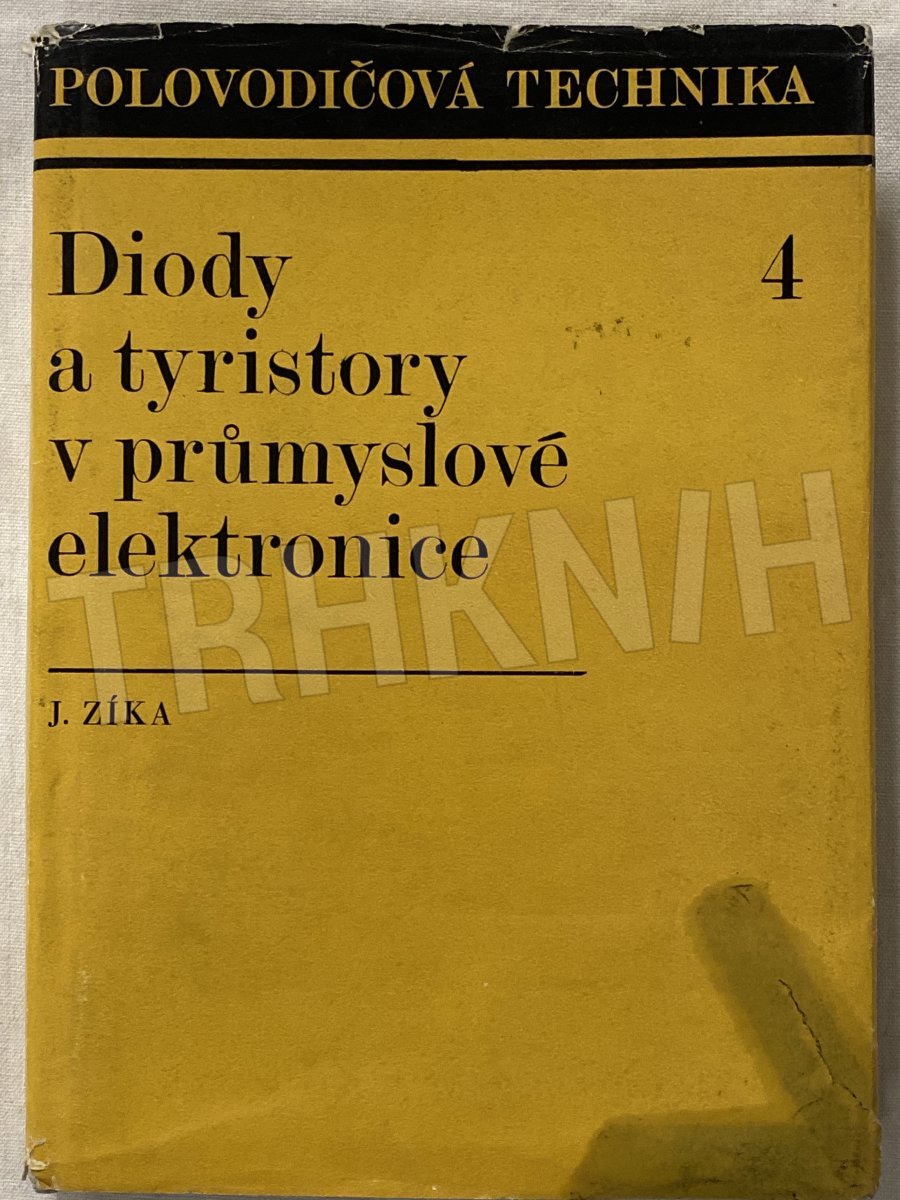 POLOVODIČOVÁ TECHNIKA
Diody 4
a tyristory
v průmyslové
elektronice
TRHKNIH
J. ZÍKA